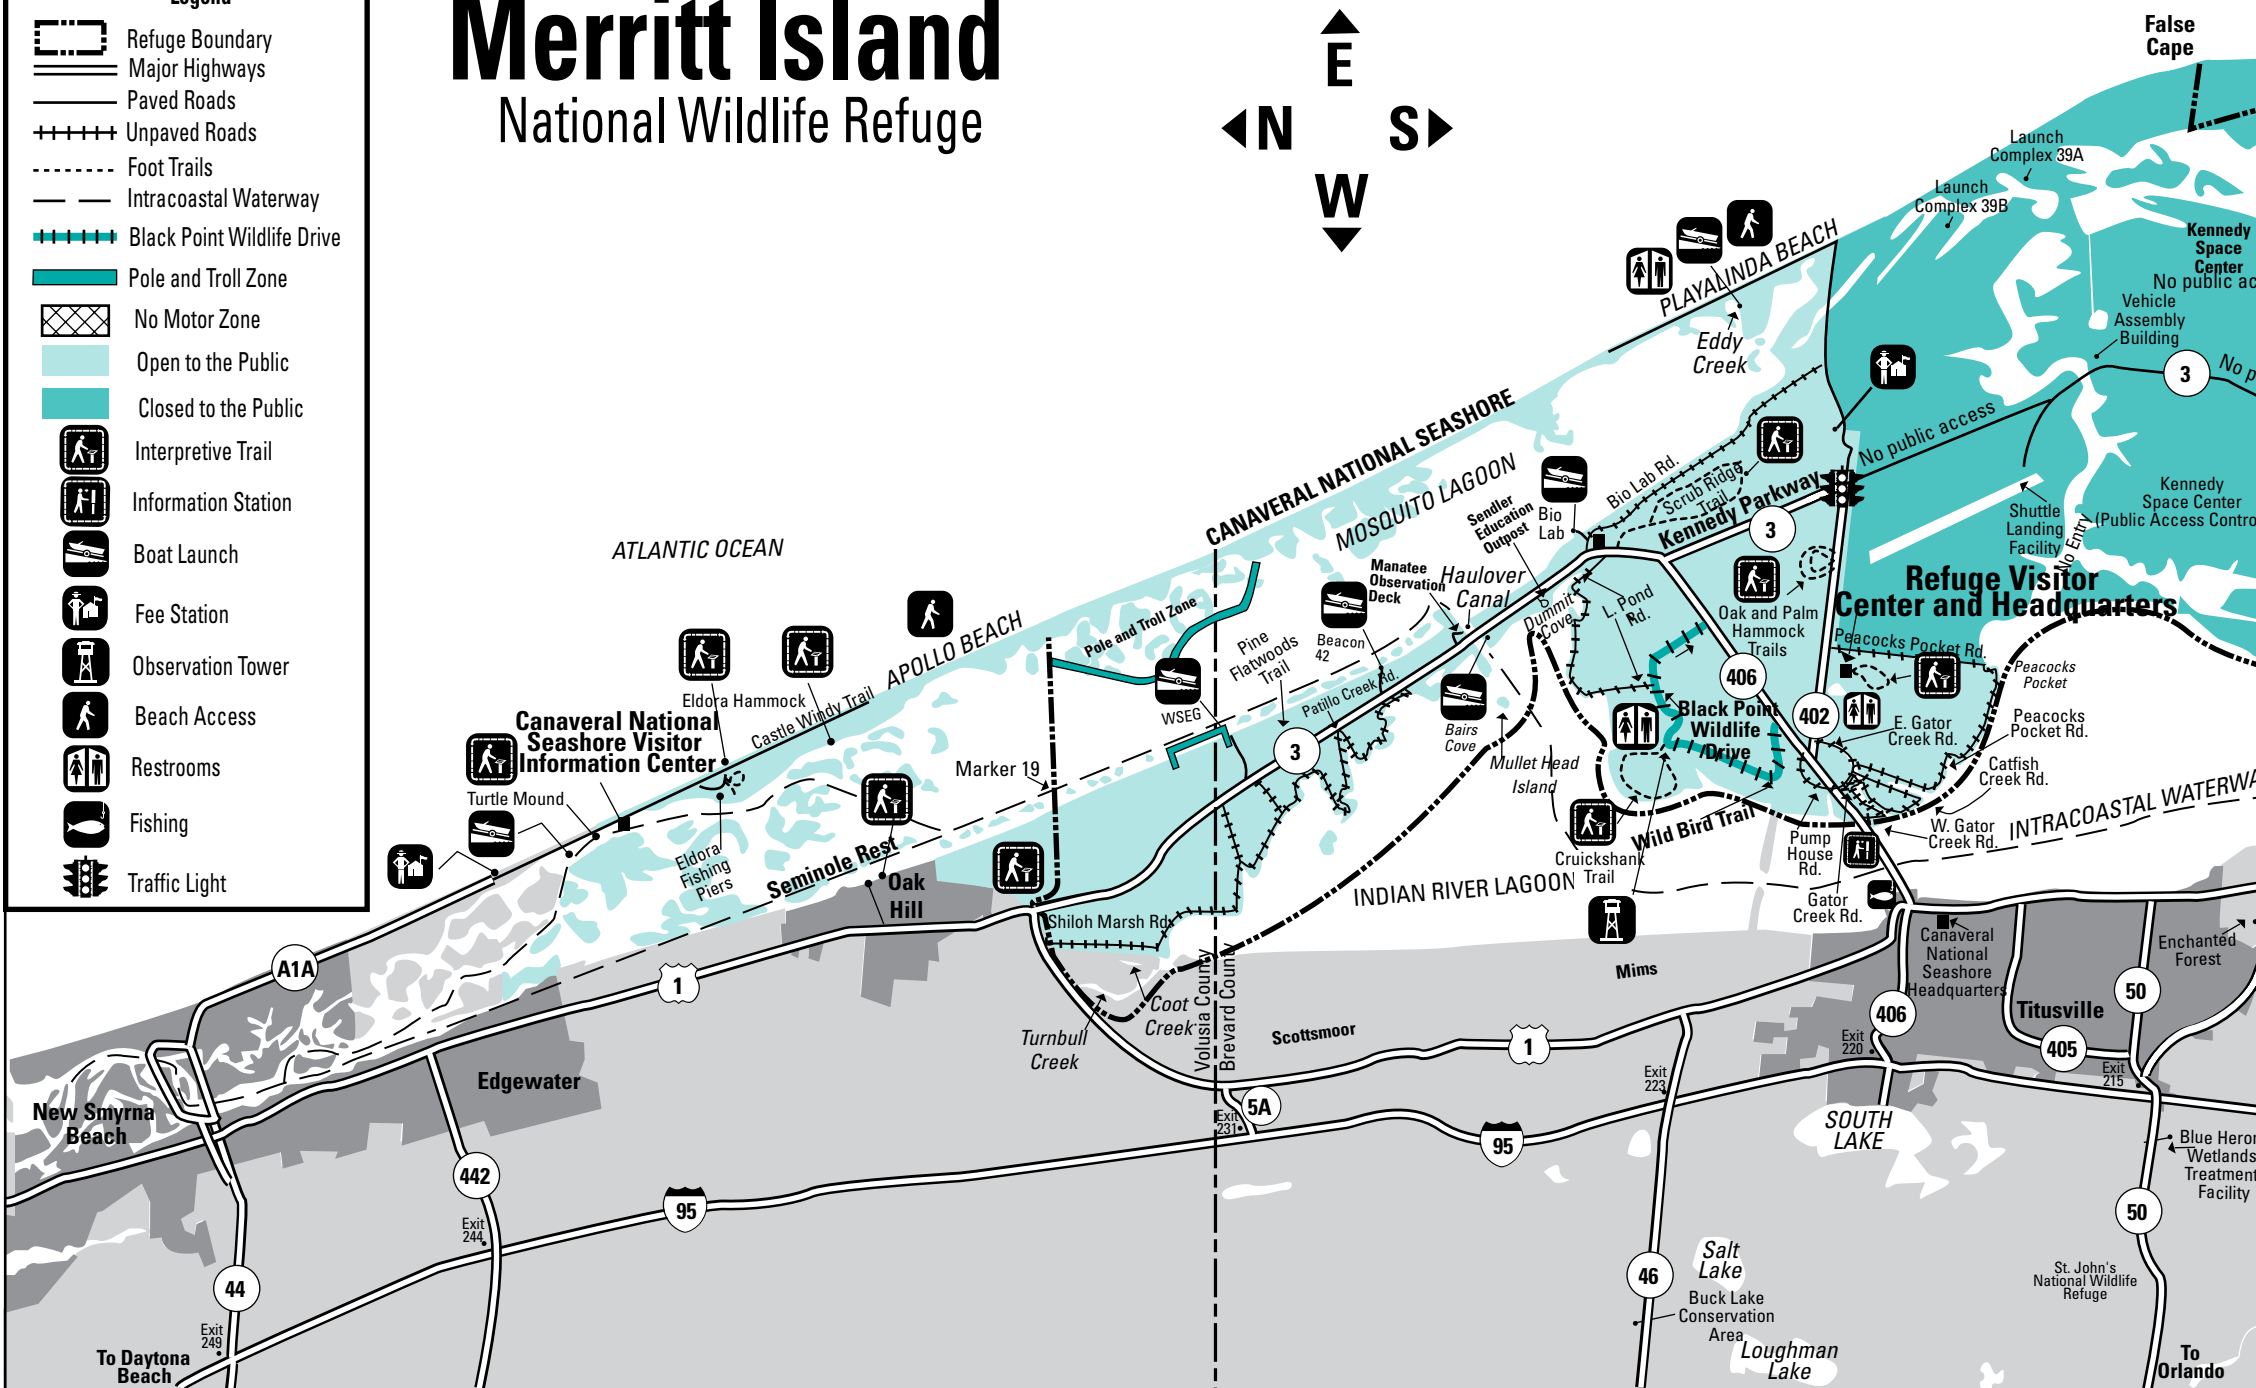 Legend
Refuge Boundary
Major Highways
Paved Roads
Unpaved Roads
Foot Trails
Intracoastal Waterway
Black Point Wildlife Drive
Pole and Troll Zone
No Motor Zone
Open to the Public
Closed to the Public
Interpretive Trail
Information Station
Boat Launch
Fee Station
Observation Tower
Beach Access
Restrooms
Fishing
Traffic Light
Merritt Island
National Wildlife Refuge
E
N S
W
False
Cape
Launch
Complex 39A
Launch
Complex 39B
Kennedy
Space
Center
No public ac
Vehicle
Assembly
Building
3
No p
PLAYALINDA BEACH
Eddy
Creek
No public access
Kennedy
Space Center
(Public Access Contro
Shuttle
Landing
Facility
No Entry
CANAVERAL NATIONAL SEASHORE
MOSQUITO LAGOON
Sendler
Education
Outpost
Bio
Lab
Bio Lab Rd.
Scrub Ridge
Trail
Kennedy Parkway
3
ATLANTIC OCEAN
Manatee
Observation
Deck
Haulover
Canal
Dummit
Cove
L. Pond
Rd.
Oak and Palm
Hammock
Trails
Refuge Visitor
Center and Headquarters
Peacocks Pocket Rd.
Peacocks
Pocket
Peacocks
Pocket Rd.
APOLLO BEACH
Pole and Troll Zone
Pine
Flatwoods
Trail
Beacon
42
Patillo Creek Rd.
WSEG
3
Bairs
Cove
Mullet Head
Island
406
402
Black Point
Wildlife
Drive
E. Gator
Creek Rd.
Catfish
Creek Rd.
W. Gator
Creek Rd.
INTRACOASTAL WATERWA
Eldora Hammock
Castle Windy Trail
Canaveral National
Seashore Visitor
Information Center
Turtle Mound
Marker 19
Eldora
Fishing
Piers
Seminole Rest
Oak
Hill
Cruickshank
Trail
Wild Bird Trail
Pump
House
Rd.
Gator
Creek Rd.
INDIAN RIVER LAGOON
Shiloh Marsh Rd.
Canaveral
National
Seashore
Headquarters
Enchanted
Forest
A1A
1
Mims
50
Titusville
406
405
Coot
Creek
Turnbull
Creek
Volusia County
Brevard County
Scottsmoor
1
Exit
220
Exit
215
Exit
223
Edgewater
New Smyrna
Beach
5A
Exit
231
95
SOUTH
LAKE
Blue Heron
Wetlands
Treatment
Facility
442
95
Exit
244
50
44
Salt
Lake
46
Buck Lake
Conservation
Area
St. John's
National Wildlife
Refuge
Exit
249
To Daytona
Beach
Loughman
Lake
To
Orlando